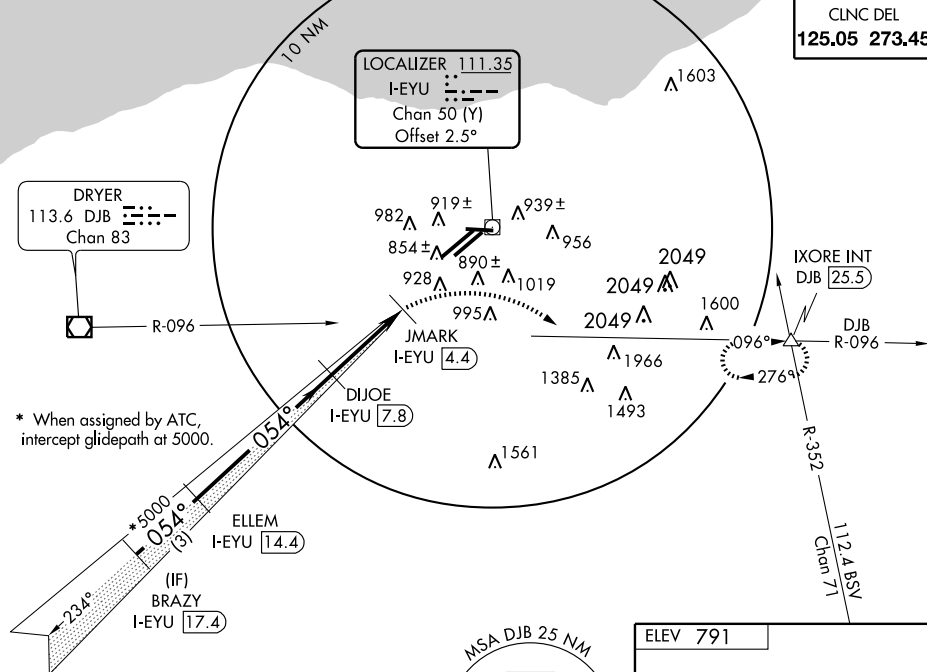 CLNC DEL
125.05 273.45
10 NM
LOCALIZER 111.35
I-EYU
Chan 50 (Y)
Offset 2.5°
1603
DRYER
113.6 DJB
Chan 83
982
919±
939±
956
854±
890±
928
1019
995
2049
2049
2049
1600
1966
1385
1493
1561
IXORE INT
DJB 25.5
R-096
JMARK
I-EYU 4.4
096°
276°
DJB
R-096
DIJOE
I-EYU 7.8
* When assigned by ATC,
intercept glidepath at 5000.
054°
*5000
054°
(3)
ELLEM
I-EYU 14.4
(IF)
BRAZY
I-EYU 17.4
234°
R-352
112.4 BSV
Chan 71
MSA DJB 25 NM
ELEV 791